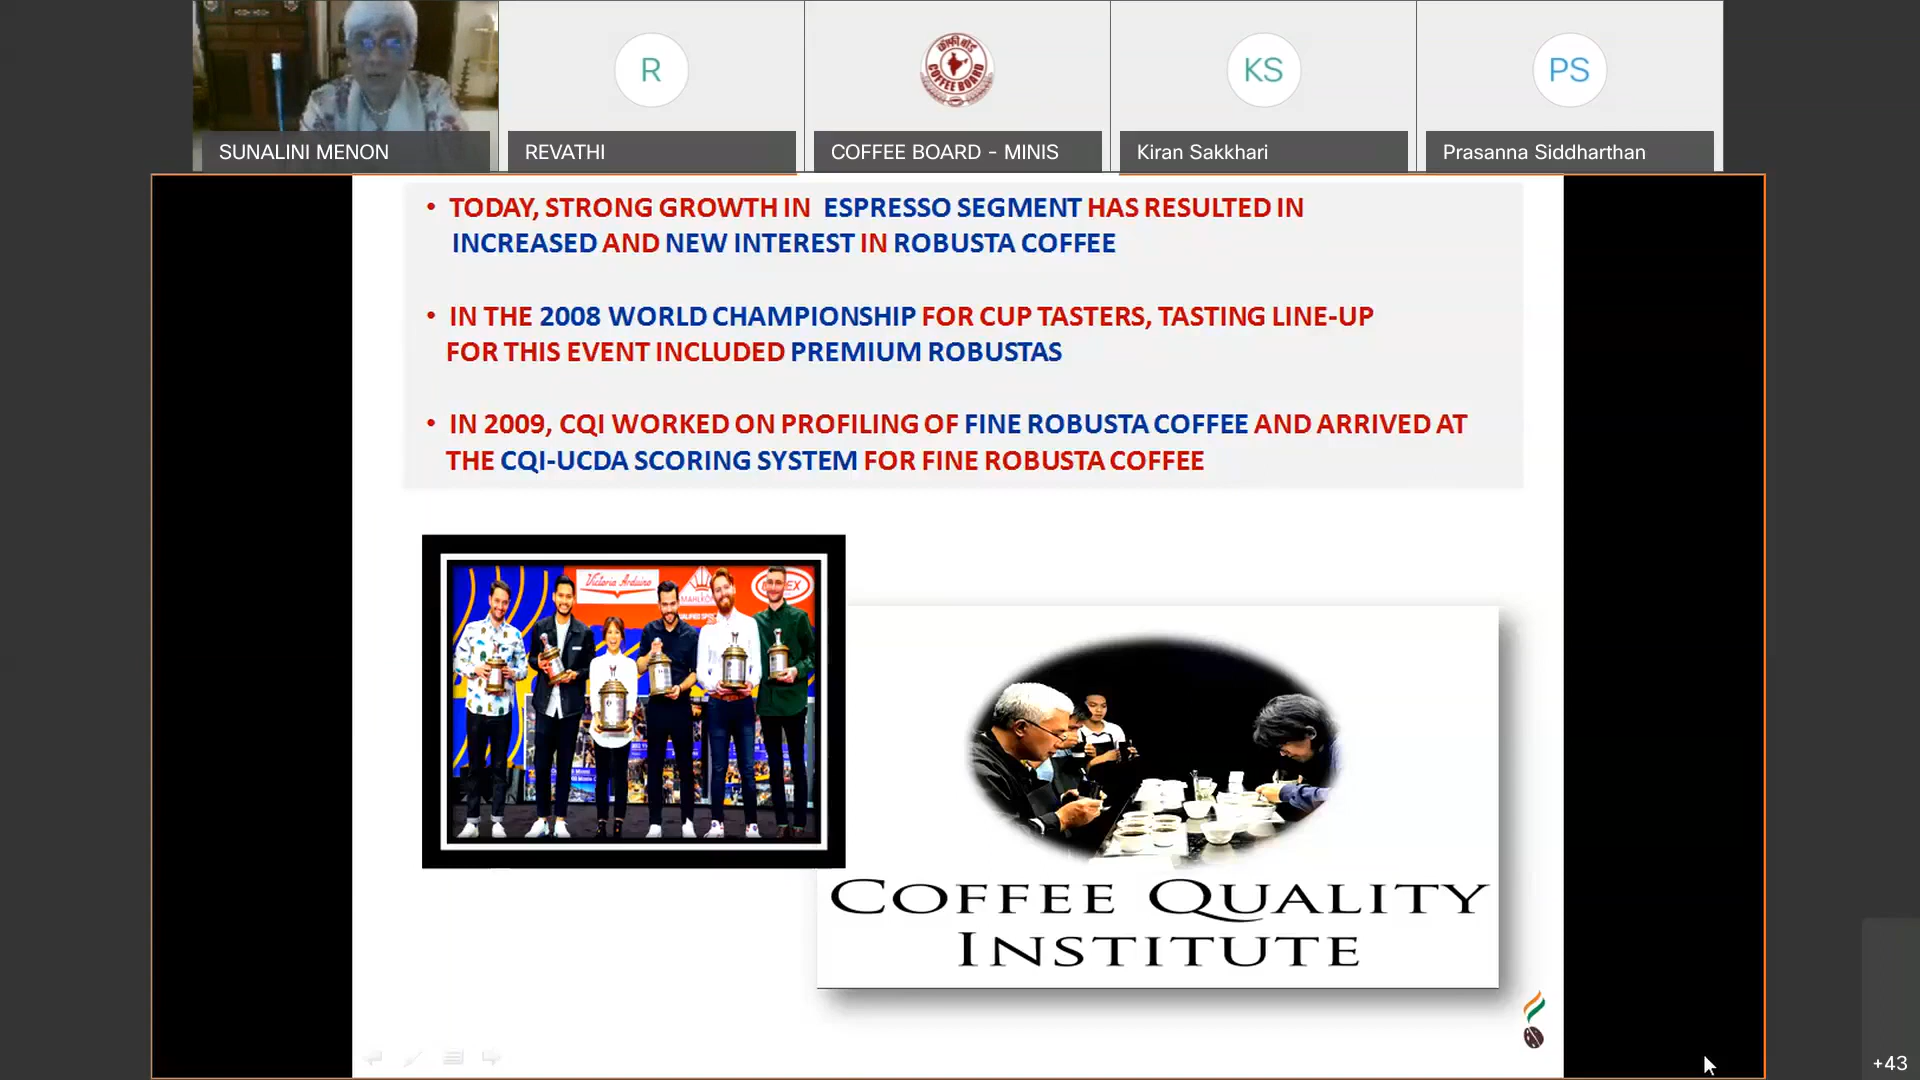 R
कॉफी बोर्ड
COFFEE BOARD
KS
PS
SUNALINI MENON
REVATHI
COFFEE BOARD - MINIS
Kiran Sakkhari
Prasanna Siddharthan
• TODAY, STRONG GROWTH IN ESPRESSO SEGMENT HAS RESULTED IN
INCREASED AND NEW INTEREST IN ROBUSTA COFFEE
• IN THE 2008 WORLD CHAMPIONSHIP FOR CUP TASTERS, TASTING LINE-UP
FOR THIS EVENT INCLUDED PREMIUM ROBUSTAS
• IN 2009, CQI WORKED ON PROFILING OF FINE ROBUSTA COFFEE AND ARRIVED AT
THE CQI-UCDA SCORING SYSTEM FOR FINE ROBUSTA COFFEE
Victoria Arduino
COFFEE QUALITY
INSTITUTE
+43